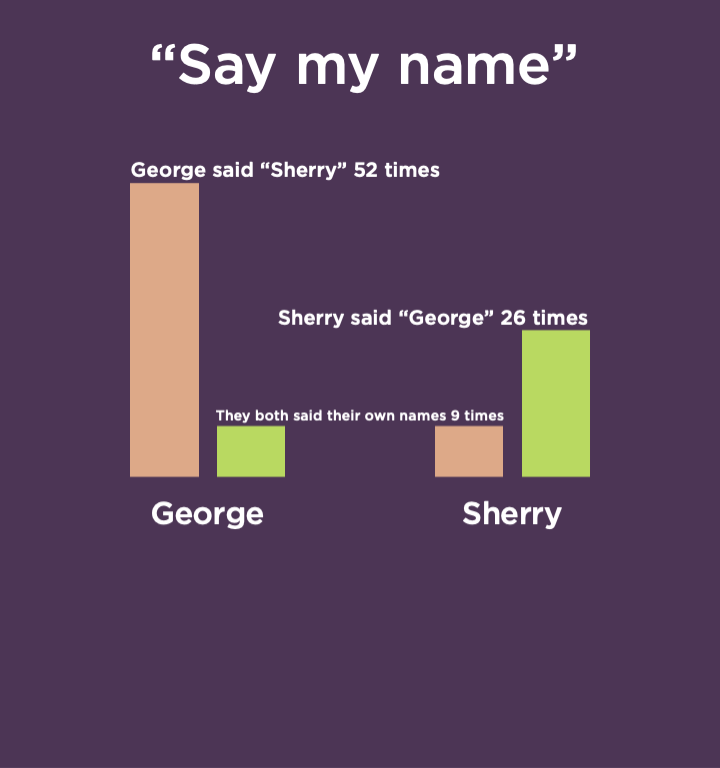 “Say my name”
George said “Sherry” 52 times
Sherry said “George” 26 times
They both said their own names 9 times
George
Sherry